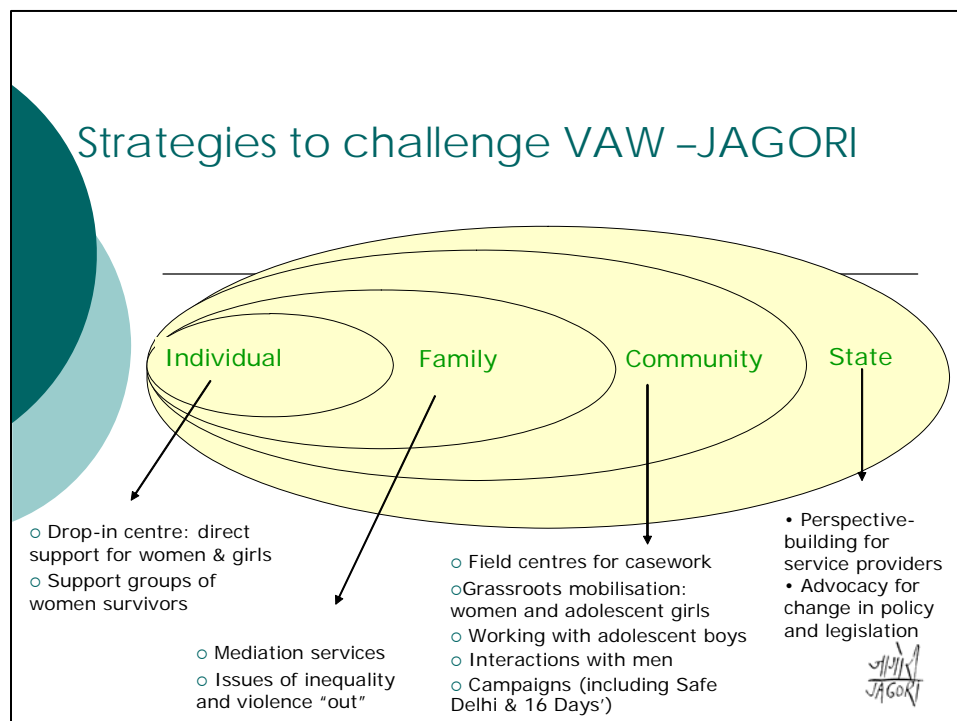 Strategies to challenge VAW –JAGORI
Individual
Family
Community
State
○ Drop-in centre: direct
support for women & girls
○ Support groups of
women survivors
○ Mediation services
○ Issues of inequality
and violence “out”
○ Field centres for casework
○Grassroots mobilisation:
women and adolescent girls
○ Working with adolescent boys
○ Interactions with men
○ Campaigns (including Safe
Delhi & 16 Days’)
• Perspective-
building for
service providers
• Advocacy for
change in policy
and legislation
जागोरी
JAGORI